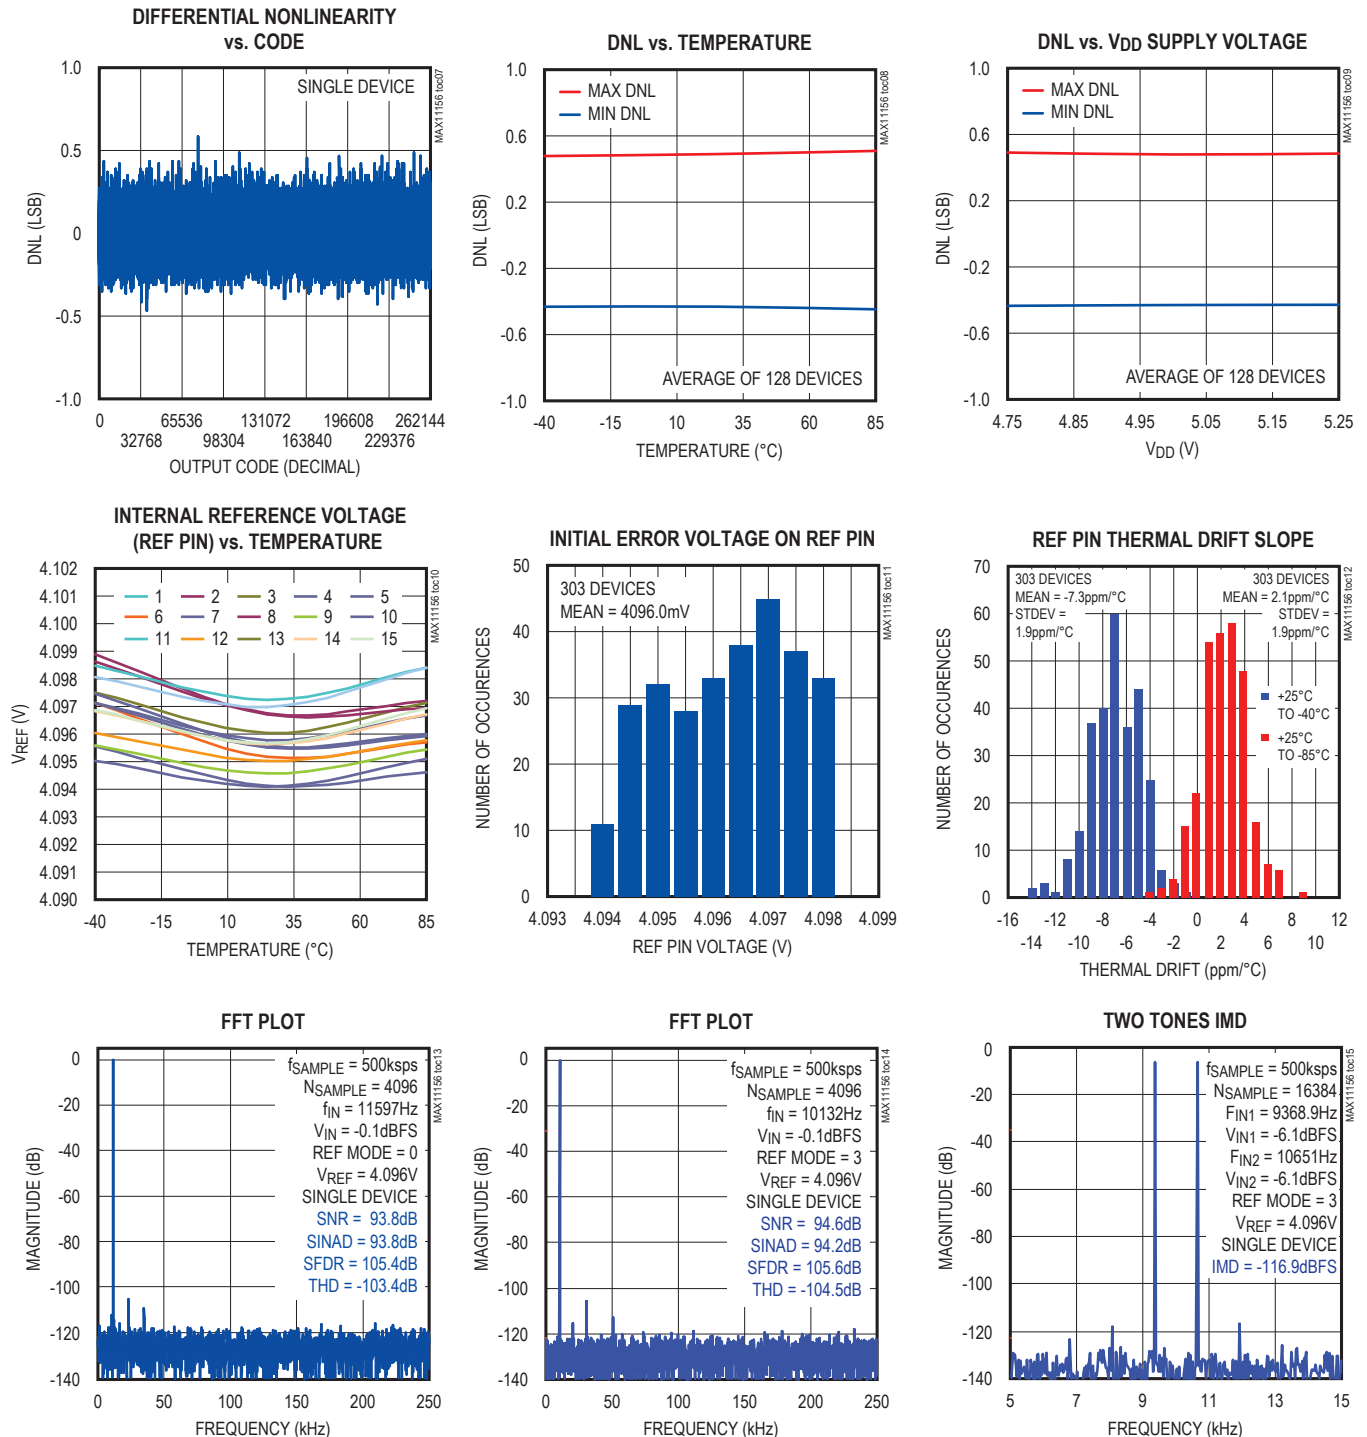 DIFFERENTIAL NONLINEARITY
vs. CODE
1.0
0.5
0
-0.5
-1.0
DNL (LSB)
SINGLE DEVICE
MAX11156 toc07
0 65536 131072 196608 262144
32768 98304 163840 229376
OUTPUT CODE (DECIMAL)
DNL vs. TEMPERATURE
1.0
0.6
0.2
-0.2
-0.6
-1.0
DNL (LSB)
MAX DNL
MIN DNL
AVERAGE OF 128 DEVICES
MAX11156 toc08
-40 -15 10 35 60 85
TEMPERATURE (°C)
DNL vs. VDD SUPPLY VOLTAGE
1.0
0.6
0.2
-0.2
-0.6
-1.0
DNL (LSB)
MAX DNL
MIN DNL
AVERAGE OF 128 DEVICES
MAX11156 toc09
4.75 4.85 4.95 5.05 5.15 5.25
VDD (V)
INTERNAL REFERENCE VOLTAGE
(REF PIN) vs. TEMPERATURE
4.102
4.101
4.100
4.099
4.098
4.097
4.096
4.095
4.094
4.093
4.092
4.091
4.090
VREF (V)
1 2 3 4 5
6 7 8 9 10
11 12 13 14 15
MAX11156 toc10
-40 -15 10 35 60 85
TEMPERATURE (°C)
INITIAL ERROR VOLTAGE ON REF PIN
50
40
30
20
10
0
NUMBER OF OCCURENCES
303 DEVICES
MEAN = 4096.0mV
MAX11156 toc11
4.093 4.094 4.095 4.096 4.097 4.098 4.099
REF PIN VOLTAGE (V)
REF PIN THERMAL DRIFT SLOPE
70
60
50
40
30
20
10
0
NUMBER OF OCCURENCES
303 DEVICES
MEAN = -7.3ppm/°C
STDEV =
1.9ppm/°C
303 DEVICES
MEAN = 2.1ppm/°C
STDEV =
1.9ppm/°C
+25°C
TO -40°C
+25°C
TO -85°C
MAX11156 toc12
-16 -12 -8 -4 0 4 8 12
-14 -10 -6 -2 2 6 10
THERMAL DRIFT (ppm/°C)
FFT PLOT
0
-20
-40
-60
-80
-100
-120
-140
MAGNITUDE (dB)
fSAMPLE = 500ksps
NSAMPLE = 4096
fIN = 11597Hz
VIN = -0.1dBFS
REF MODE = 0
VREF = 4.096V
SINGLE DEVICE
SNR = 93.8dB
SINAD = 93.8dB
SFDR = 105.4dB
THD = -103.4dB
MAX11156 toc13
0 50 100 150 200 250
FREQUENCY (kHz)
FFT PLOT
0
-20
-40
-60
-80
-100
-120
-140
MAGNITUDE (dB)
fSAMPLE = 500ksps
NSAMPLE = 4096
fIN = 10132Hz
VIN = -0.1dBFS
REF MODE = 3
VREF = 4.096V
SINGLE DEVICE
SNR = 94.6dB
SINAD = 94.2dB
SFDR = 105.6dB
THD = -104.5dB
MAX11156 toc14
0 50 100 150 200 250
FREQUENCY (kHz)
TWO TONES IMD
0
-20
-40
-60
-80
-100
-120
-140
MAGNITUDE (dB)
fSAMPLE = 500ksps
NSAMPLE = 16384
FIN1 = 9368.9Hz
VIN1 = -6.1dBFS
FIN2 = 10651Hz
VIN2 = -6.1dBFS
REF MODE = 3
VREF = 4.096V
SINGLE DEVICE
IMD = -116.9dBFS
MAX11156 toc15
5 7 9 11 13 15
FREQUENCY (kHz)